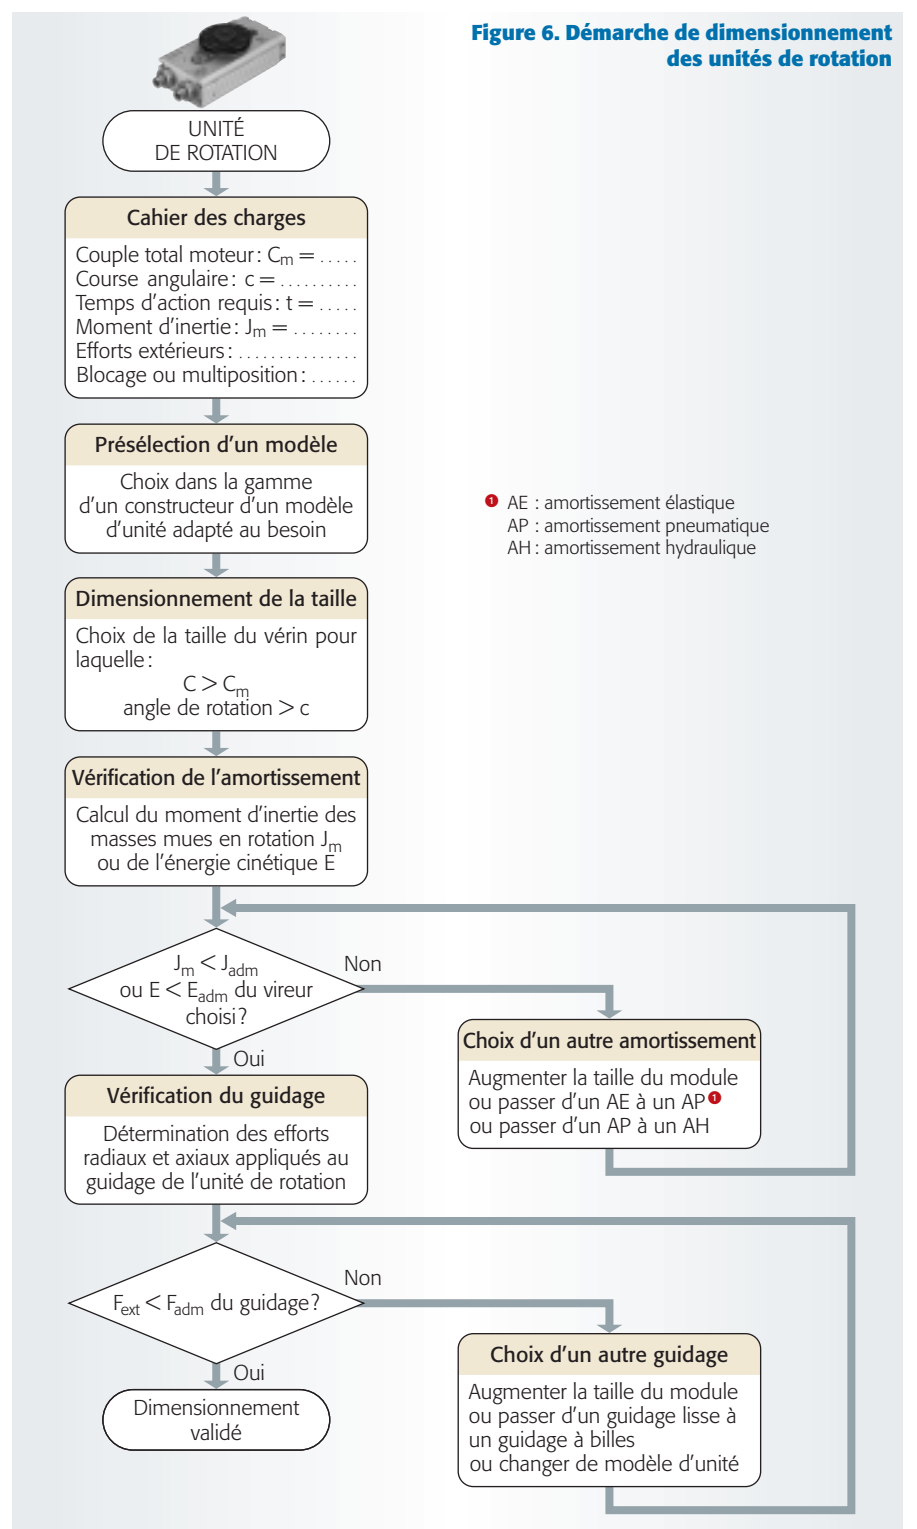 Figure 6. Démarche de dimensionnement
des unités de rotation
UNITÉ
DE ROTATION
Cahier des charges
Couple total moteur : Cm = .....
Course angulaire : c = ..........
Temps d'action requis : t = .....
Moment d'inertie : Jm = ........
Efforts extérieurs : ...............
Blocage ou multiposition : ......
Présélection d'un modèle
Choix dans la gamme
d'un constructeur d'un modèle
d'unité adapté au besoin
1 AE : amortissement élastique
AP : amortissement pneumatique
AH : amortissement hydraulique
Dimensionnement de la taille
Choix de la taille du vérin pour
laquelle :
C > Cm
angle de rotation > c
Vérification de l'amortissement
Calcul du moment d'inertie des
masses mues en rotation Jm
ou de l'énergie cinétique E
Jm < Jadm
ou E < Eadm du vireur
choisi ?
Non
Oui
Choix d'un autre amortissement
Augmenter la taille du module
ou passer d'un AE à un AP 1
ou passer d'un AP à un AH
Vérification du guidage
Détermination des efforts
radiaux et axiaux appliqués au
guidage de l'unité de rotation
Fext < Fadm du guidage ?
Non
Oui
Choix d'un autre guidage
Augmenter la taille du module
ou passer d'un guidage lisse à
un guidage à billes
ou changer de modèle d'unité
Dimensionnement
validé